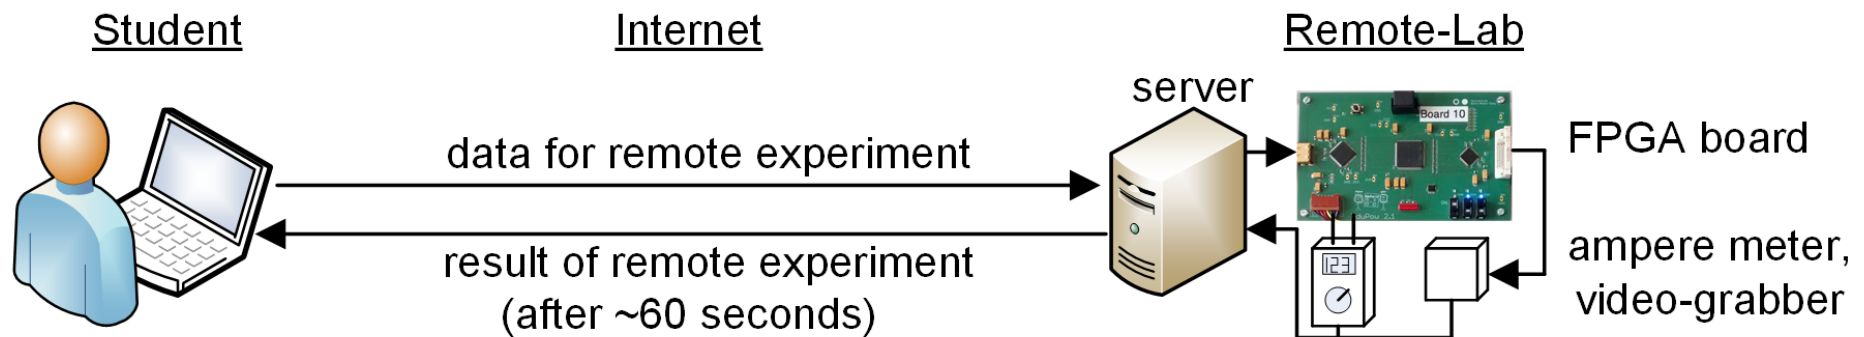 Student
Internet
Remote-Lab
server
Board 10
data for remote experiment
FPGA board
result of remote experiment
(after ~60 seconds)
ampere meter,
video-grabber
123